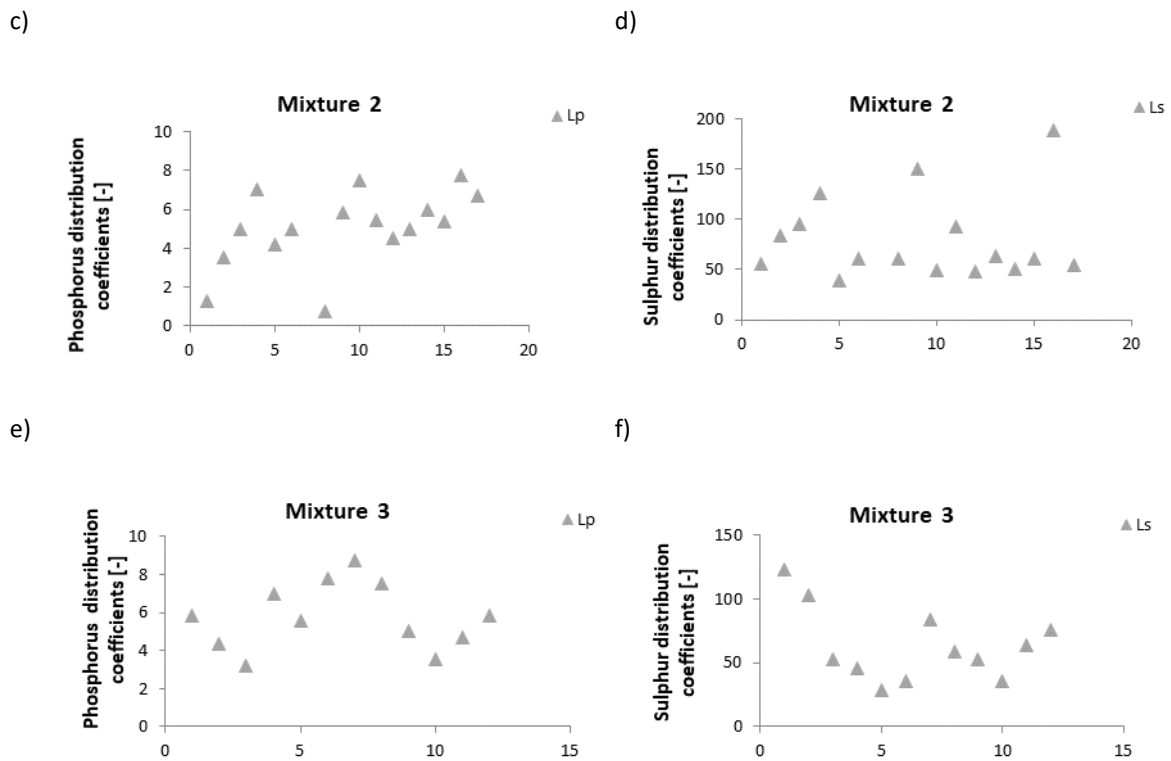 c)
Mixture 2
▲ Lp
Phosphorus distribution
coefficients [-]
10
8
6
4
2
0
0 5 10 15 20
d)
Mixture 2
▲ Ls
Sulphur distribution
coefficients [-]
200
150
100
50
0
0 5 10 15 20
e)
Mixture 3
▲ Lp
Phosphorus distribution
coefficients [-]
10
8
6
4
2
0
0 5 10 15
f)
Mixture 3
▲ Ls
Sulphur distribution
coefficients [-]
150
100
50
0
0 5 10 15